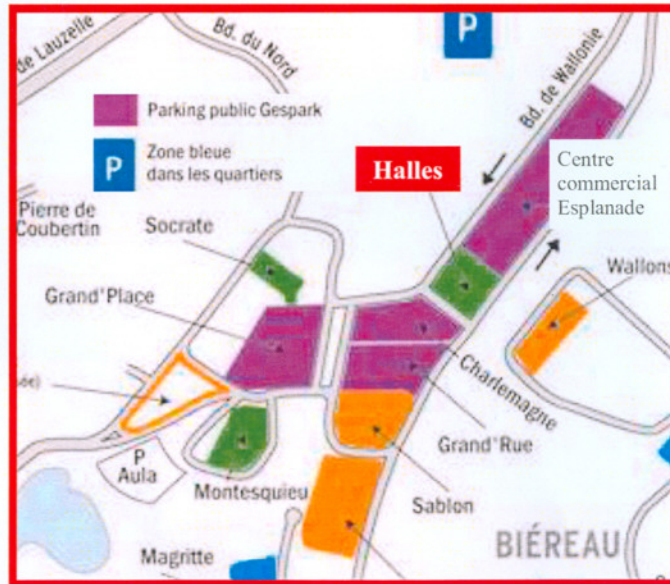 de Lauzelle
Bd. du Nord
P
Bd. de Wallonie
Parking public Gespark
P
Zone bleue
dans les quartiers
Halles
Centre
commercial
Esplanade
Pierre de
Coubertin
Socrate
Wallons
Grand'Place
Charlemagne
Grand'Rue
P
Aula
Montesquieu
Sablon
BIÉREAU
Magritte